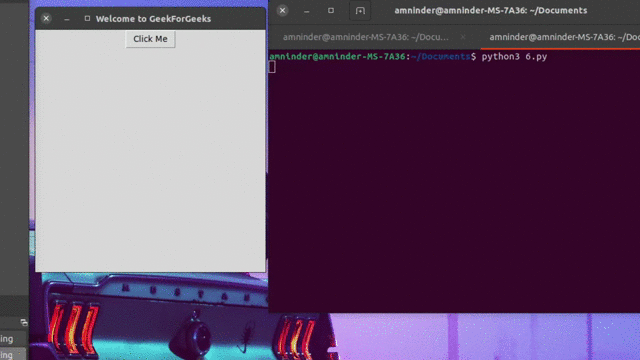 Welcome to GeekForGeeks
Click Me
amninder@amninder-MS-7A36: ~/Documents
amninder@amninder-MS-7A36: ~/Docu...
amninder@amninder-MS-7A36: ~/Docu
amninder@amninder-MS-7A36:~/Documents$ python3 6.py
MUSTANG
ing
ing